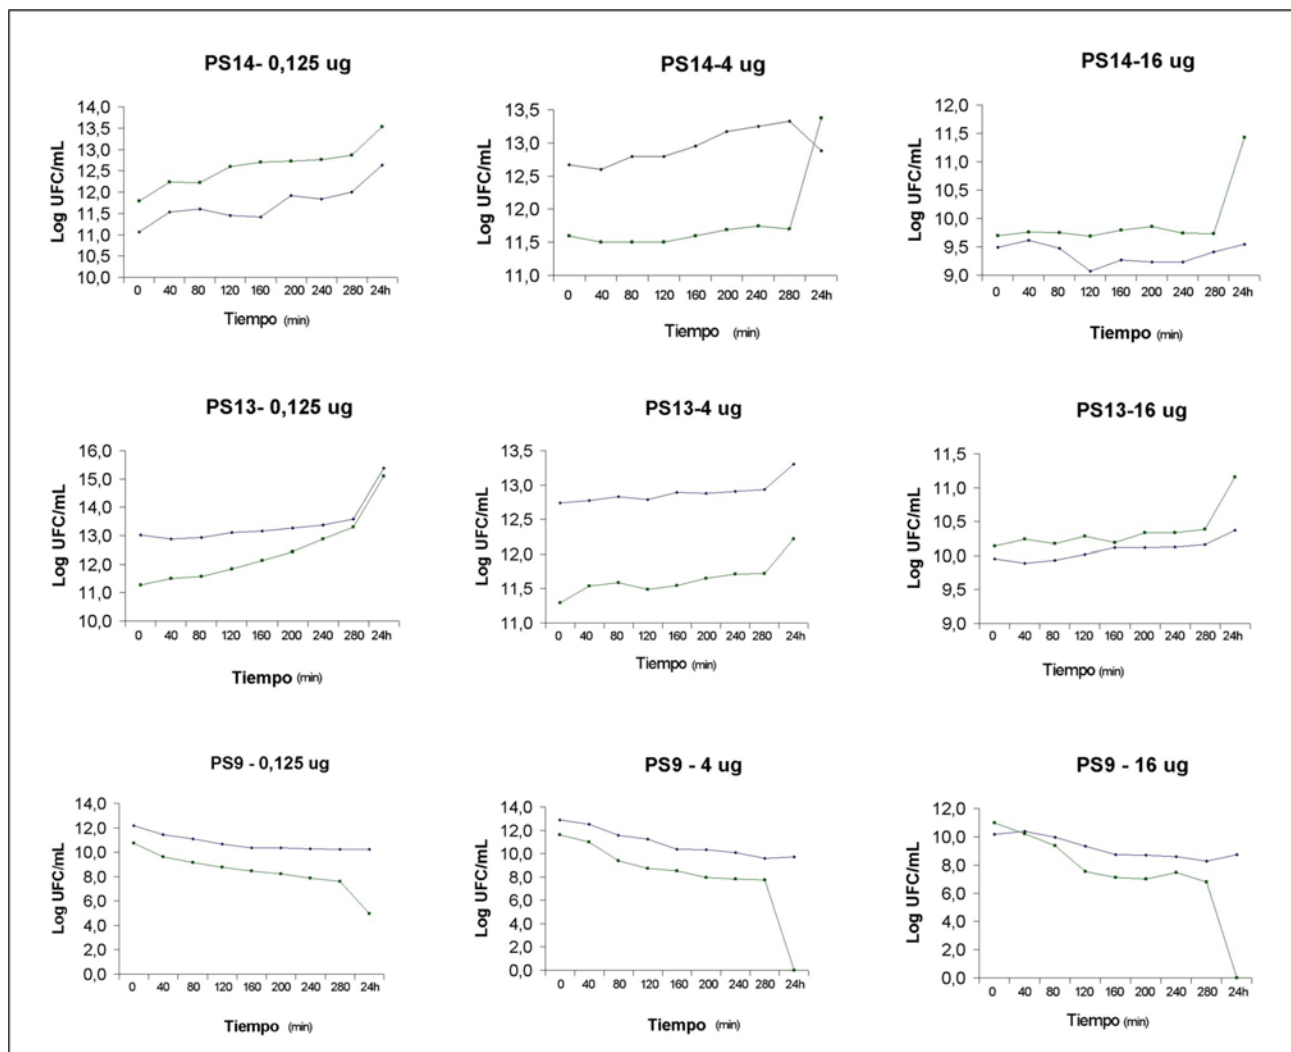 PS14- 0,125 ug
Log UFC/mL
14,0
13,5
13,0
12,5
12,0
11,5
11,0
10,5
10,0
0 40 80 120 160 200 240 280 24h
Tiempo (min)
PS14-4 ug
Log UFC/mL
13,5
13,0
12,5
12,0
11,5
11,0
0 40 80 120 160 200 240 280 24h
Tiempo (min)
PS14-16 ug
Log UFC/mL
12,0
11,0
10,0
9,5
9,0
0 40 80 120 160 200 240 280 24h
Tiempo (min)
PS13- 0,125 ug
Log UFC/mL
16,0
15,0
14,0
13,0
12,0
11,0
10,0
0 40 80 120 160 200 240 280 24h
Tiempo (min)
PS13-4 ug
Log UFC/mL
13,5
13,0
12,5
12,0
11,5
11,0
0 40 80 120 160 200 240 280 24h
Tiempo (min)
PS13-16 ug
Log UFC/mL
11,5
11,0
10,5
10,0
9,5
9,0
0 40 80 120 160 200 240 280 24h
Tiempo (min)
PS9 - 0,125 ug
Log UFC/mL
14,0
12,0
10,0
8,0
6,0
4,0
2,0
0,0
0 40 80 120 160 200 240 280 24h
Tiempo (min)
PS9 - 4 ug
Log UFC/mL
14,0
12,0
10,0
8,0
6,0
4,0
2,0
0,0
0 40 80 120 160 200 240 280 24h
Tiempo (min)
PS9 - 16 ug
Log UFC/mL
12,0
10,0
8,0
6,0
4,0
2,0
0,0
0 40 80 120 160 200 240 280 24h
Tiempo (min)